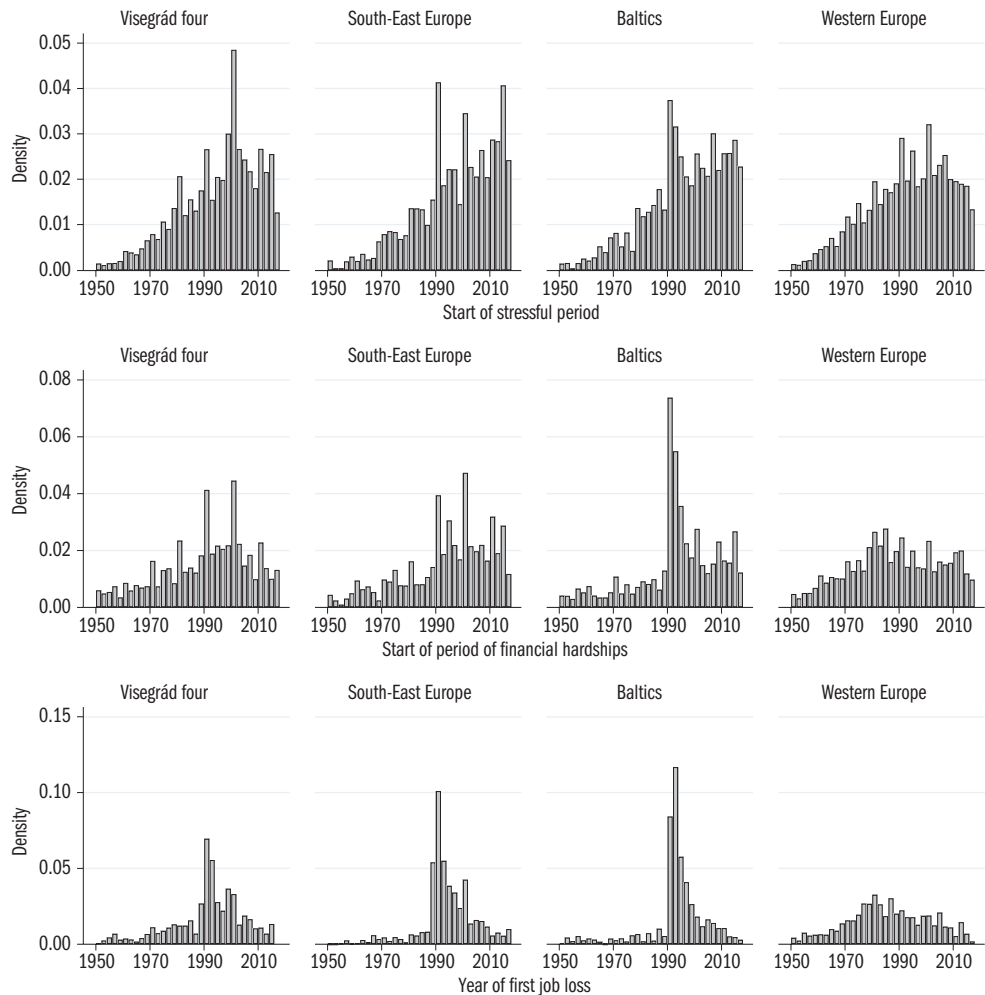 Visegrád four South-East Europe Baltics Western Europe
0.05
0.04
0.03
0.02
0.01
0.00
Density
1950 1970 1990 2010 1950 1970 1990 2010 1950 1970 1990 2010 1950 1970 1990 2010
Start of stressful period
Visegrád four South-East Europe Baltics Western Europe
0.08
0.06
0.04
0.02
0.00
Density
1950 1970 1990 2010 1950 1970 1990 2010 1950 1970 1990 2010 1950 1970 1990 2010
Start of period of financial hardships
Visegrád four South-East Europe Baltics Western Europe
0.15
0.10
0.05
0.00
Density
1950 1970 1990 2010 1950 1970 1990 2010 1950 1970 1990 2010 1950 1970 1990 2010
Year of first job loss